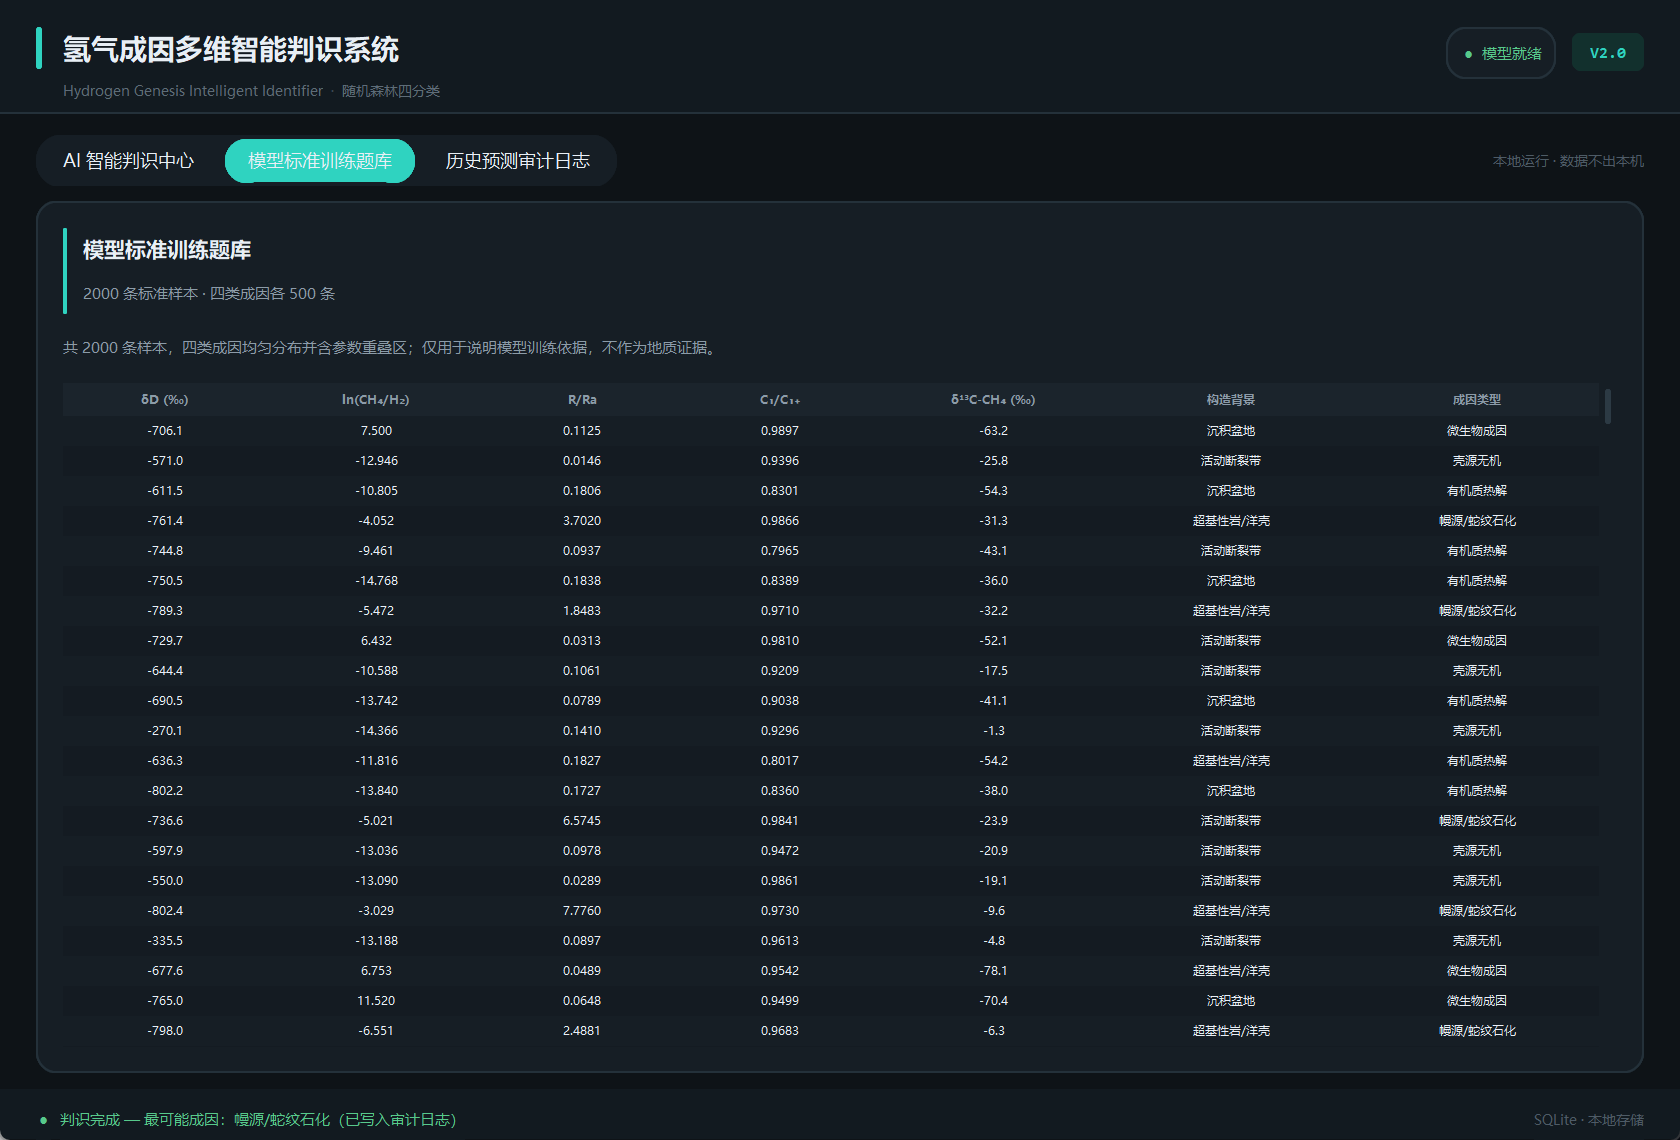 氢气成因多维智能判识系统
Hydrogen Genesis Intelligent Identifier · 随机森林四分类
● 模型就绪
V2.0
AI 智能判识中心 模型标准训练题库 历史预测审计日志
本地运行 · 数据不出本机
模型标准训练题库
2000 条标准样本 · 四类成因各 500 条
共 2000 条样本，四类成因均匀分布并含参数重叠区；仅用于说明模型训练依据，不作为地质证据。
δD (‰) ln(CH₄/H₂) R/Ra C₁/C₁₊ δ¹³C-CH₄ (‰) 构造背景 成因类型
-706.1 7.500 0.1125 0.9897 -63.2 沉积盆地 微生物成因
-571.0 -12.946 0.0146 0.9396 -25.8 活动断裂带 壳源无机
-611.5 -10.805 0.1806 0.8301 -54.3 沉积盆地 有机质热解
-761.4 -4.052 3.7020 0.9866 -31.3 超基性岩/洋壳 幔源/蛇纹石化
-744.8 -9.461 0.0937 0.7965 -43.1 活动断裂带 有机质热解
-750.5 -14.768 0.1838 0.8389 -36.0 沉积盆地 有机质热解
-789.3 -5.472 1.8483 0.9710 -32.2 超基性岩/洋壳 幔源/蛇纹石化
-729.7 6.432 0.0313 0.9810 -52.1 活动断裂带 微生物成因
-644.4 -10.588 0.1061 0.9209 -17.5 活动断裂带 壳源无机
-690.5 -13.742 0.0789 0.9038 -41.1 沉积盆地 有机质热解
-270.1 -14.366 0.1410 0.9296 -1.3 活动断裂带 壳源无机
-636.3 -11.816 0.1827 0.8017 -54.2 超基性岩/洋壳 有机质热解
-802.2 -13.840 0.1727 0.8360 -38.0 沉积盆地 有机质热解
-736.6 -5.021 6.5745 0.9841 -23.9 活动断裂带 幔源/蛇纹石化
-597.9 -13.036 0.0978 0.9472 -20.9 活动断裂带 壳源无机
-550.0 -13.090 0.0289 0.9861 -19.1 活动断裂带 壳源无机
-802.4 -3.029 7.7760 0.9730 -9.6 超基性岩/洋壳 幔源/蛇纹石化
-335.5 -13.188 0.0897 0.9613 -4.8 活动断裂带 壳源无机
-677.6 6.753 0.0489 0.9542 -78.1 超基性岩/洋壳 微生物成因
-765.0 11.520 0.0648 0.9499 -70.4 沉积盆地 微生物成因
-798.0 -6.551 2.4881 0.9683 -6.3 超基性岩/洋壳 幔源/蛇纹石化
● 判识完成 — 最可能成因：幔源/蛇纹石化（已写入审计日志）
SQLite · 本地存储